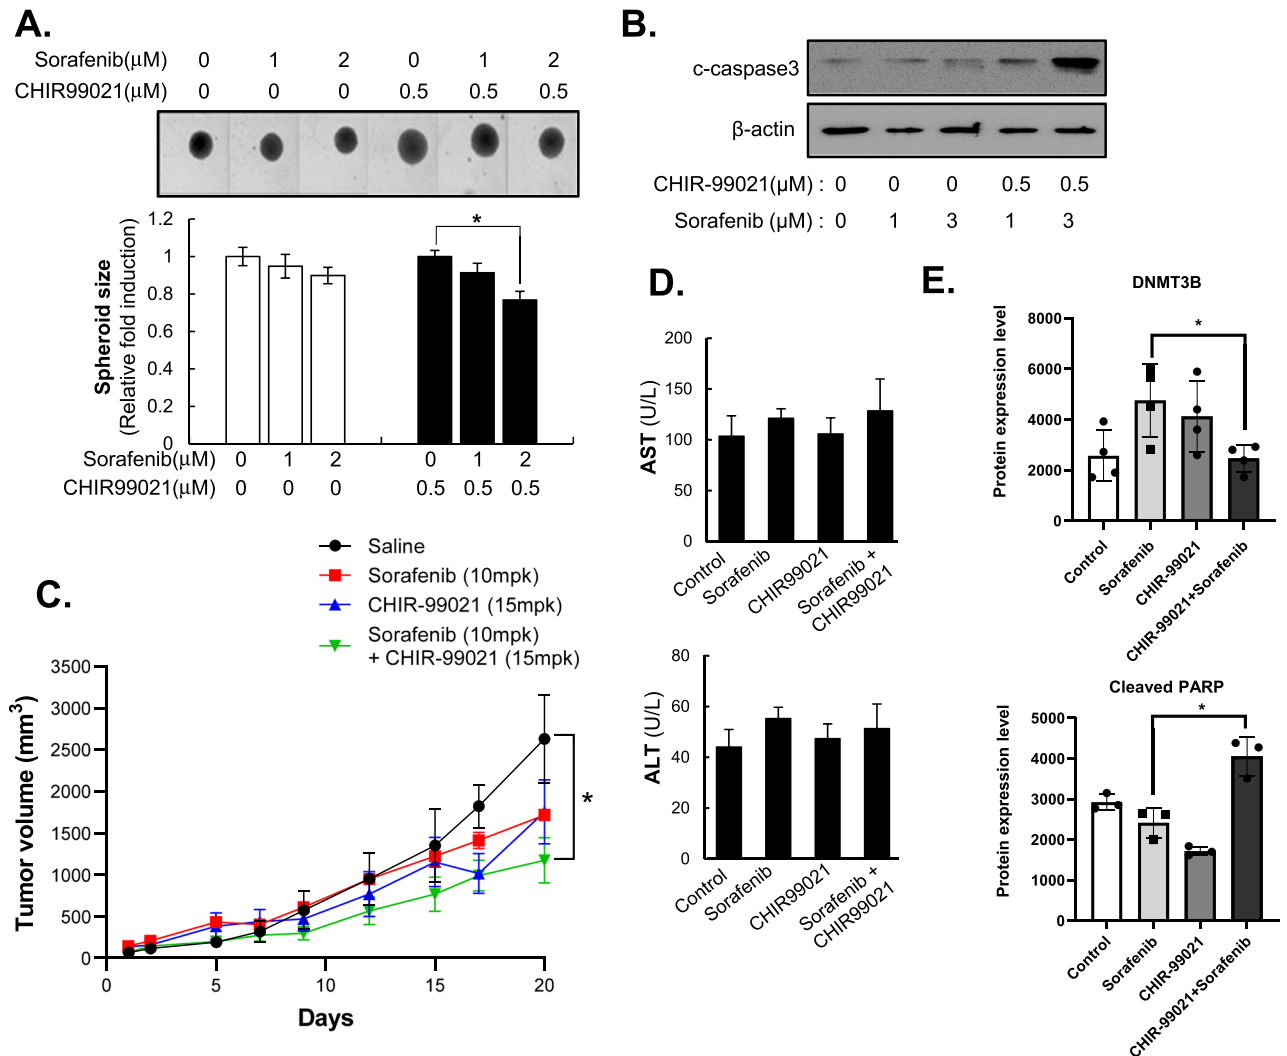 A.
Sorafenib(μM) 0 1 2 0 1 2
CHIR99021(μM) 0 0 0 0.5 0.5 0.5
1.2
1
0.8
0.6
0.4
0.2
0
Spheroid size
(Relative fold induction)
*
Sorafenib(μM) 0 1 2 0 1 2
CHIR99021(μM) 0 0 0 0.5 0.5 0.5
B.
c-caspase3
β-actin
CHIR-99021(μM) : 0 0 0 0.5 0.5
Sorafenib (μM) : 0 1 3 1 3
C.
Saline
Sorafenib (10mpk)
CHIR-99021 (15mpk)
Sorafenib (10mpk)
+ CHIR-99021 (15mpk)
Tumor volume (mm³)
3500
3000
2500
2000
1500
1000
500
0
*
0 5 10 15 20
Days
D.
AST (U/L)
200
150
100
50
0
Control
Sorafenib
CHIR99021
Sorafenib +
CHIR99021
ALT (U/L)
80
60
40
20
0
Control
Sorafenib
CHIR99021
Sorafenib +
CHIR99021
E.
DNMT3B
Protein expression level
8000
6000
4000
2000
0
*
Control
Sorafenib
CHIR-99021
CHIR-99021+Sorafenib
Cleaved PARP
Protein expression level
5000
4000
3000
2000
1000
0
*
Control
Sorafenib
CHIR-99021
CHIR-99021+Sorafenib